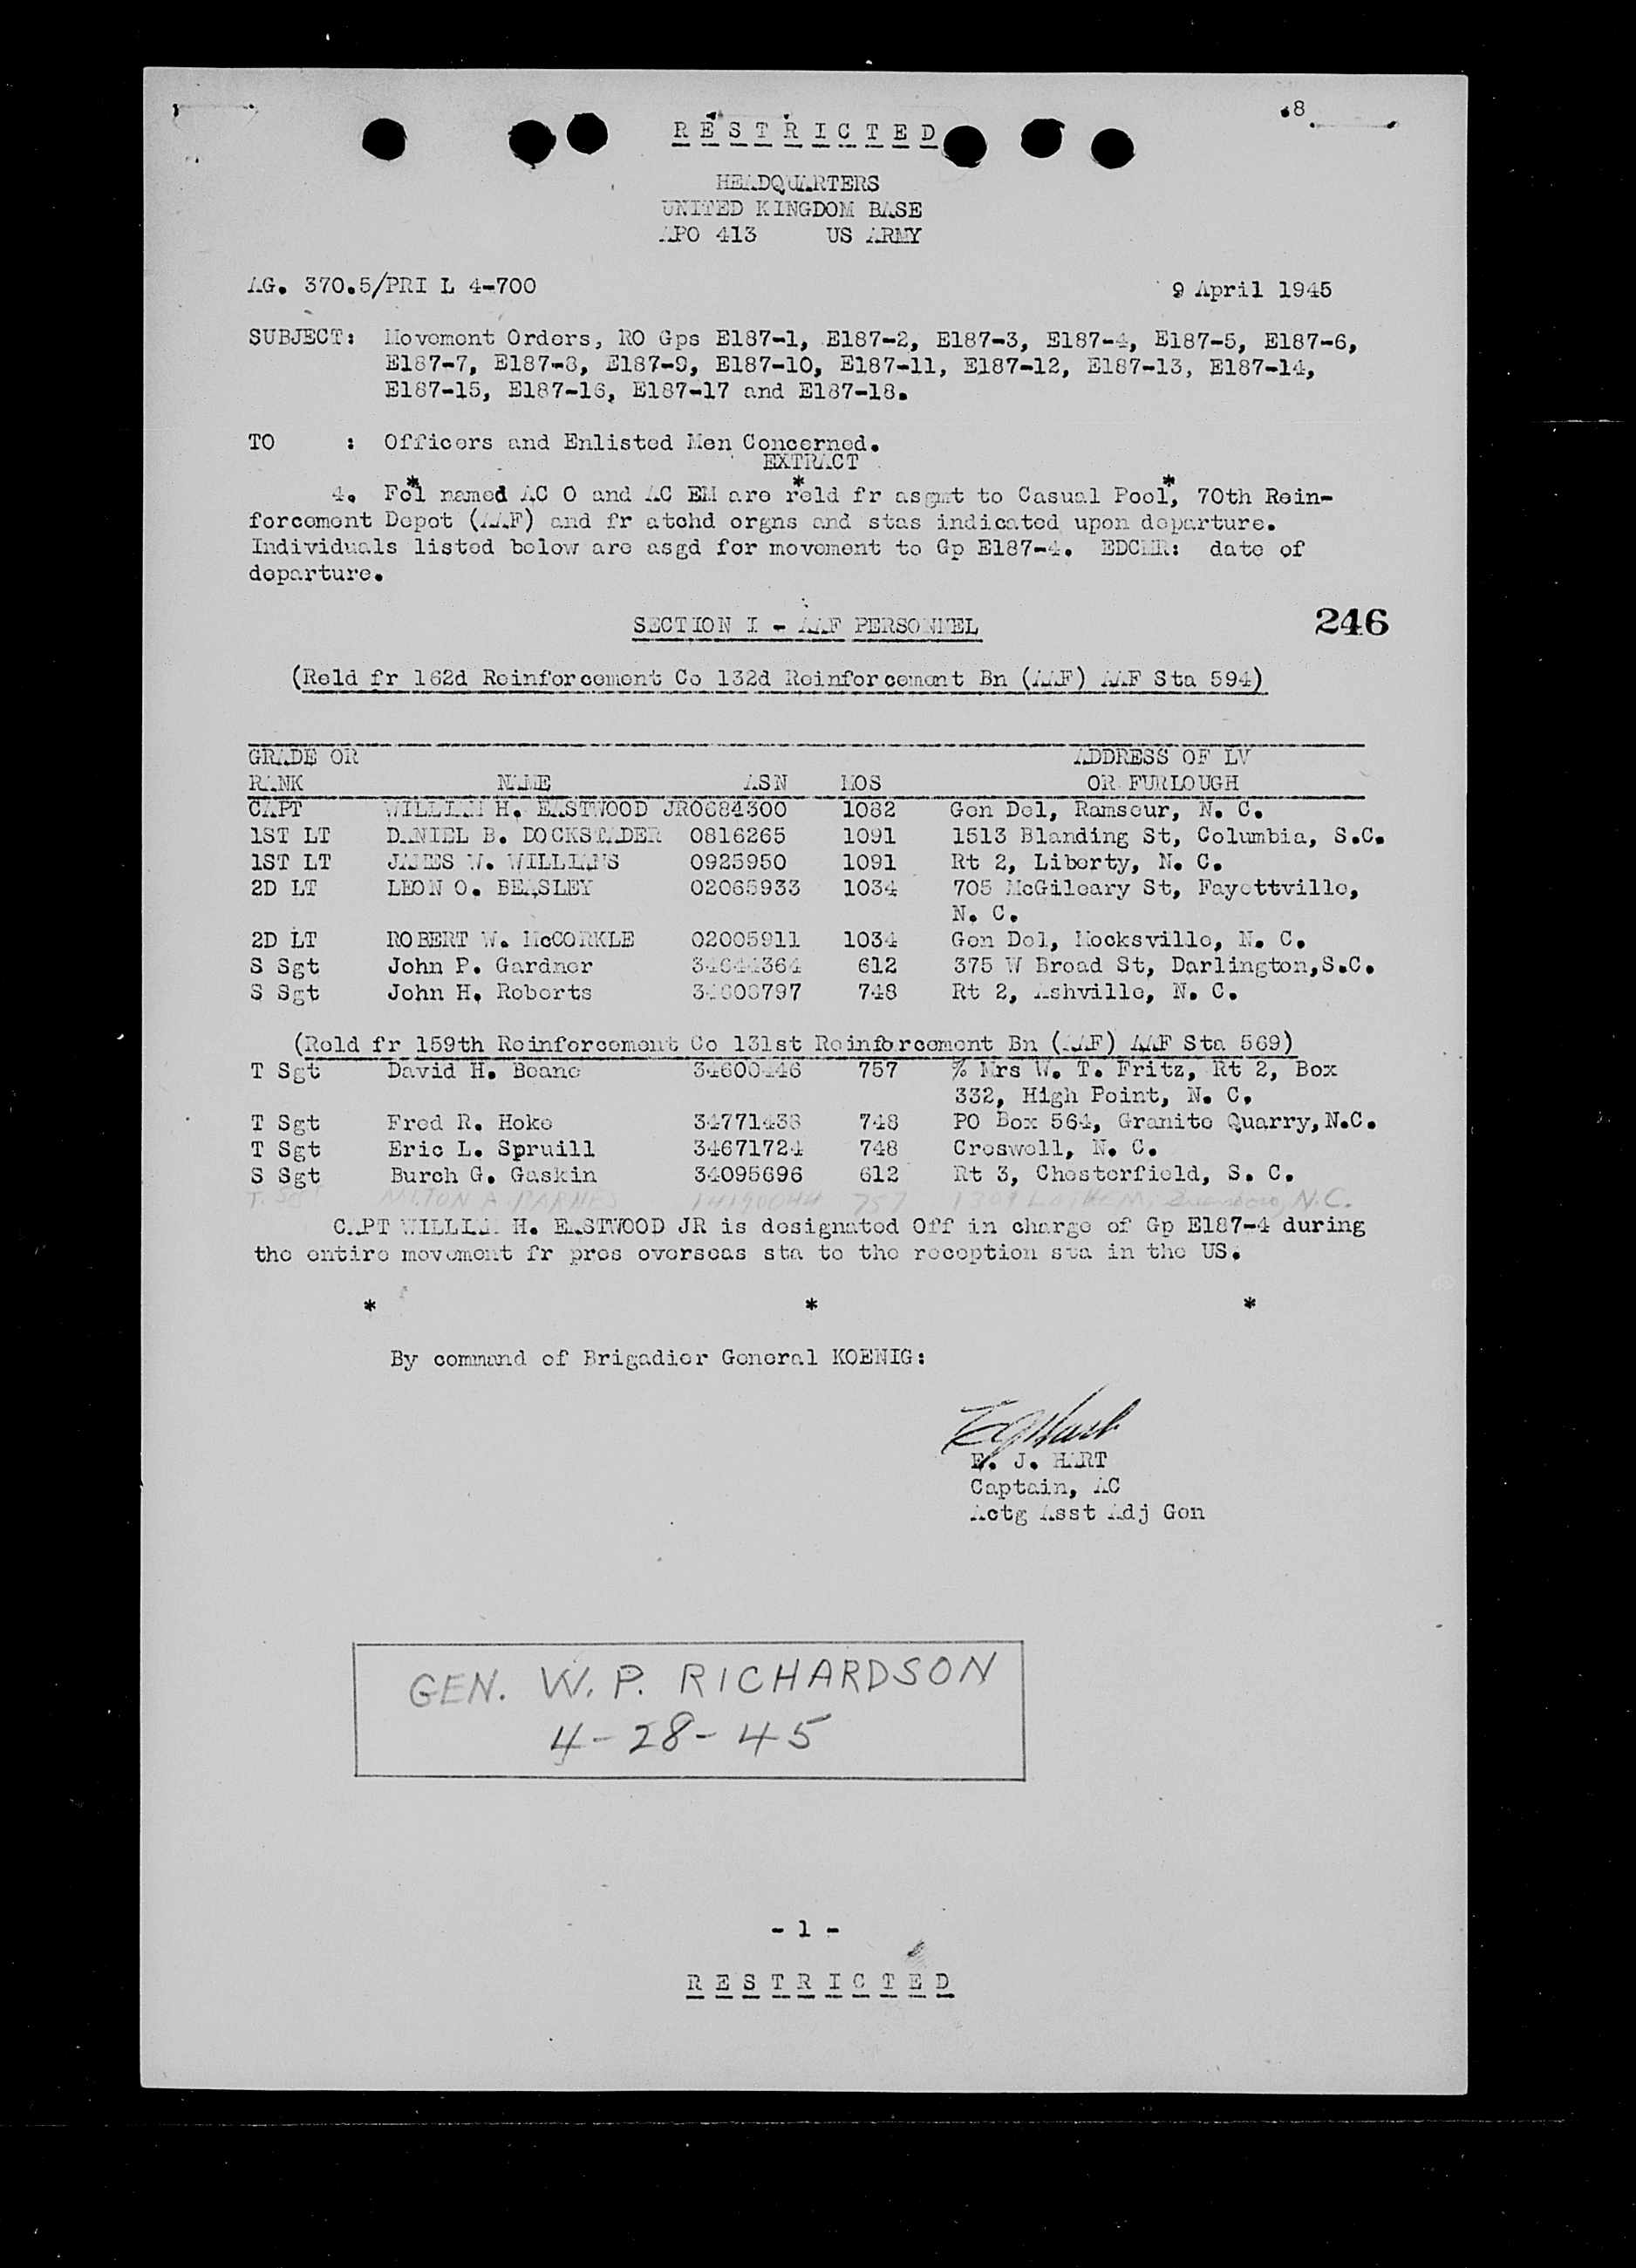 8
R E S T R I C T E D
HEADQUARTERS
UNITED KINGDOM BASE
APO 413 US ARMY
AG. 370.5/PRI L 4-700 9 April 1945
SUBJECT: Movement Orders, RO Gps E187-1, E187-2, E187-3, E187-4, E187-5, E187-6,
E187-7, E187-8, E187-9, E187-10, E187-11, E187-12, E187-13, E187-14,
E187-15, E187-16, E187-17 and E187-18.
TO : Officers and Enlisted Men Concerned.
EXTRACT
* * *
4. Fol named AC O and AC EM are reld fr asgmt to Casual Pool, 70th Rein-
forcement Depot (AAF) and fr atchd orgns and stas indicated upon departure.
Individuals listed below are asgd for movement to Gp E187-4. EDCMR: date of
departure.
SECTION I - AAF PERSONNEL 246
(Reld fr 162d Reinforcement Co 132d Reinforcement Bn (AAF) AAF Sta 594)
GRADE OR ADDRESS OF LV
RANK NAME ASN MOS OR FURLOUGH
CAPT WILLIAM H. EASTWOOD JR 0684300 1082 Gen Del, Ramseur, N. C.
1ST LT DANIEL B. DOCKSTADER 0816265 1091 1513 Blanding St, Columbia, S.C.
1ST LT JAMES W. WILLIAMS 0925950 1091 Rt 2, Liberty, N. C.
2D LT LEON O. BEASLEY 02065933 1034 705 McGileary St, Fayettville,
N. C.
2D LT ROBERT W. McCORKLE 02005911 1034 Gen Del, Mocksville, N. C.
S Sgt John P. Gardner 612 375 W Broad St, Darlington,S.C.
S Sgt John H. Roberts 748 Rt 2, Ashville, N. C.
(Reld fr 159th Reinforcement Co 131st Reinforcement Bn (AAF) AAF Sta 569)
T Sgt David H. Beane 34600446 757 % Mrs W. T. Fritz, Rt 2, Box
332, High Point, N. C.
T Sgt Fred R. Hoke 748 PO Box 564, Granite Quarry,N.C.
T Sgt Eric L. Spruill 34671724 748 Creswell, N. C.
S Sgt Burch G. Gaskin 34095696 612 Rt 3, Chesterfield, S. C.
T. SGT MILTON A. BARNES 14190044 757 N.C.
CAPT WILLIAM H. EASTWOOD JR is designated Off in charge of Gp E187-4 during
the entire movement fr pres overseas sta to the reception sta in the US.
* * *
By command of Brigadier General KOENIG:
E. J. HART
Captain, AC
Actg Asst Adj Gen
GEN. W. P. RICHARDSON
4-28-45
- 1 -
R E S T R I C T E D